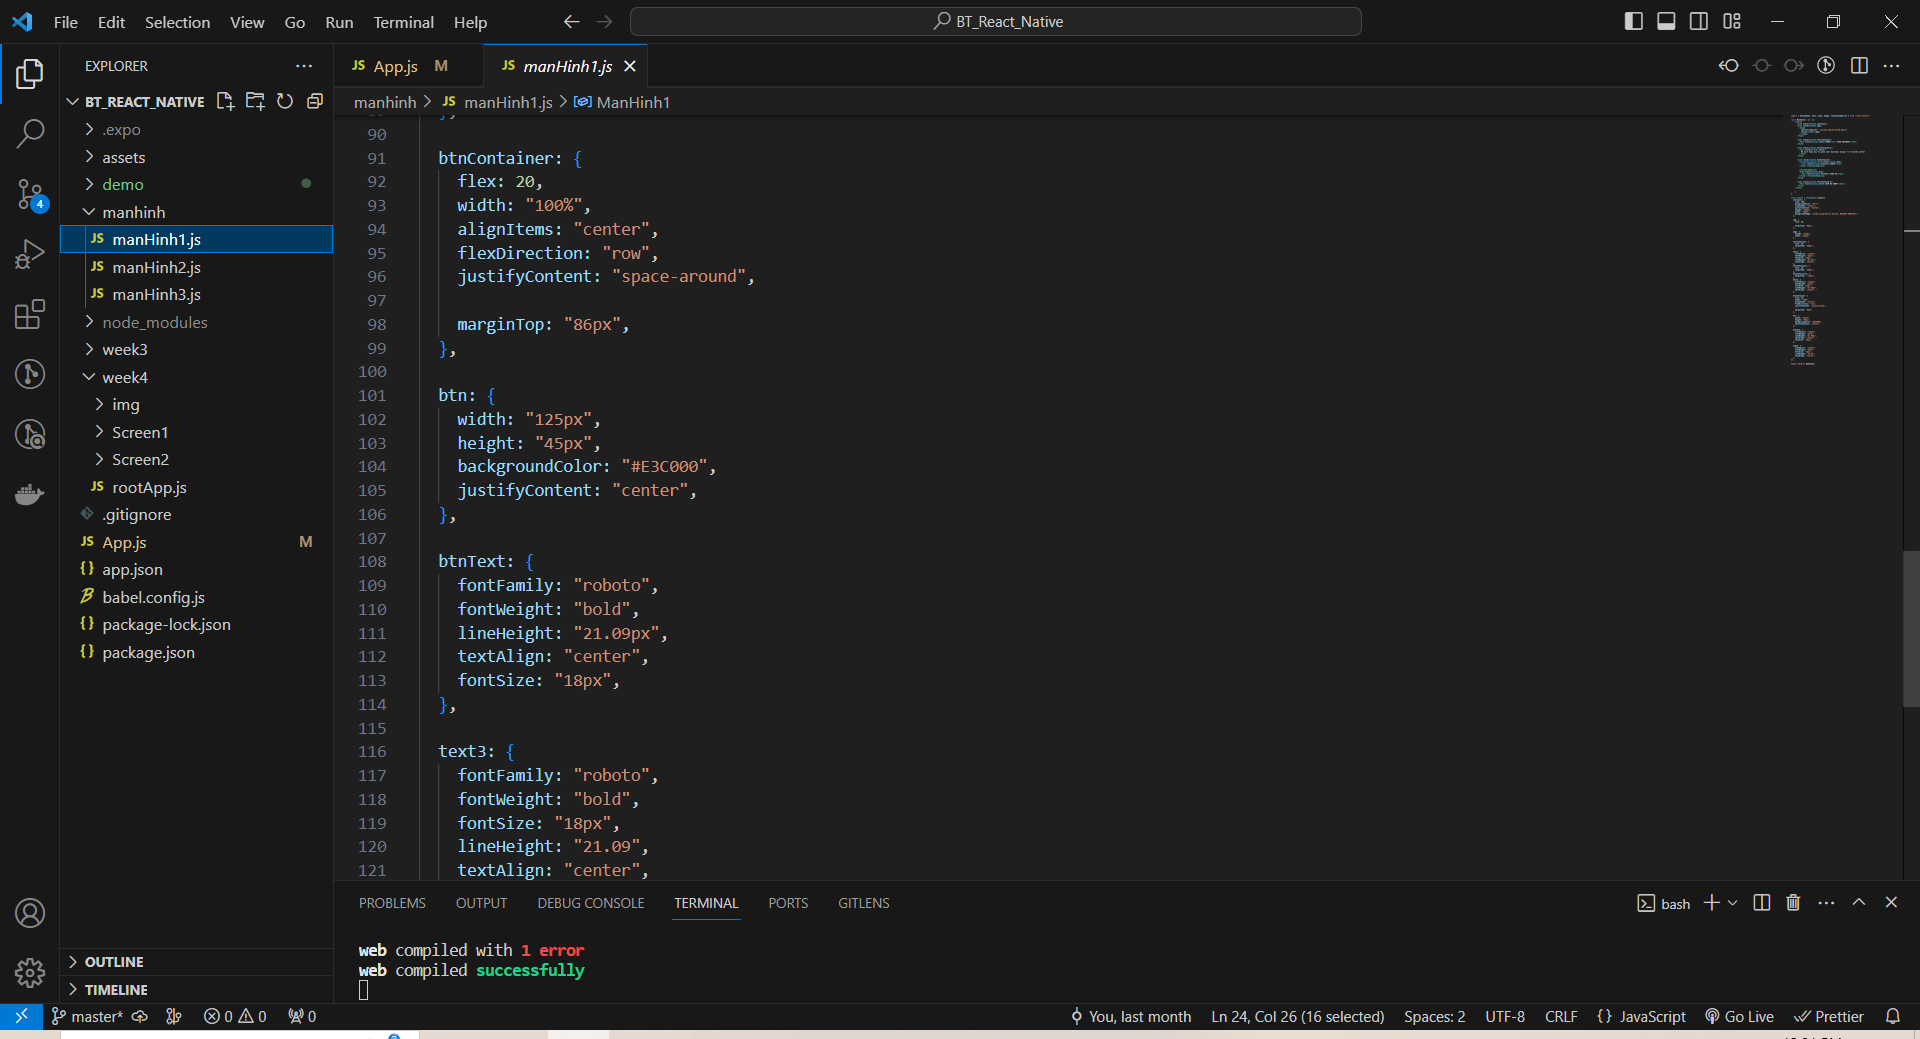 File Edit Selection View Go Run Terminal Help
BT_React_Native
EXPLORER
BT_REACT_NATIVE
.expo
assets
demo
manhinh
JS manHinh1.js
JS manHinh2.js
JS manHinh3.js
node_modules
week3
week4
img
Screen1
Screen2
JS rootApp.js
.gitignore
JS App.js M
{} app.json
babel.config.js
{} package-lock.json
{} package.json
OUTLINE
TIMELINE
4
JS App.js M
JS manHinh1.js
manhinh > JS manHinh1.js > ManHinh1
90
91 btnContainer: {
92 flex: 20,
93 width: "100%",
94 alignItems: "center",
95 flexDirection: "row",
96 justifyContent: "space-around",
97
98 marginTop: "86px",
99 },
100
101 btn: {
102 width: "125px",
103 height: "45px",
104 backgroundColor: "#E3C000",
105 justifyContent: "center",
106 },
107
108 btnText: {
109 fontFamily: "roboto",
110 fontWeight: "bold",
111 lineHeight: "21.09px",
112 textAlign: "center",
113 fontSize: "18px",
114 },
115
116 text3: {
117 fontFamily: "roboto",
118 fontWeight: "bold",
119 fontSize: "18px",
120 lineHeight: "21.09",
121 textAlign: "center",
PROBLEMS OUTPUT DEBUG CONSOLE TERMINAL PORTS GITLENS
bash
web compiled with 1 error
web compiled successfully
master* 0 0 0 You, last month Ln 24, Col 26 (16 selected) Spaces: 2 UTF-8 CRLF {} JavaScript Go Live Prettier